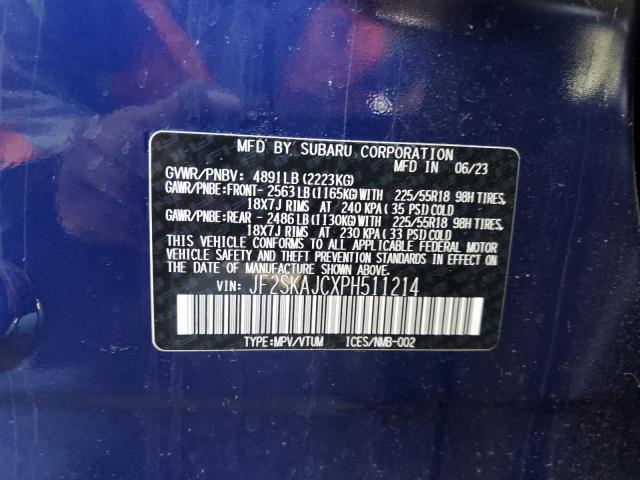 MFD BY SUBARU CORPORATION
GVWR/PNBV: 4891LB(2223KG) MFD IN 06/23
GAWR/PNBE:FRONT- 2563LB(1165KG)WITH 225/55R18 98H TIRES,
18X7J RIMS AT 240 KPA(35 PSI)COLD
GAWR/PNBE:REAR - 2486LB(1130KG)WITH 225/55R18 98H TIRES,
18X7J RIMS AT 230 KPA(33 PSI)COLD
THIS VEHICLE CONFORMS TO ALL APPLICABLE FEDERAL MOTOR
VEHICLE SAFETY, BUMPER, AND THEFT PREVENTION STANDARDS
IN EFFECT ON THE DATE OF MANUFACTURE SHOWN ABOVE.
VIN: JF2SKAJCXPH511214
TYPE:MPV/VTUM ICES/NMB-002